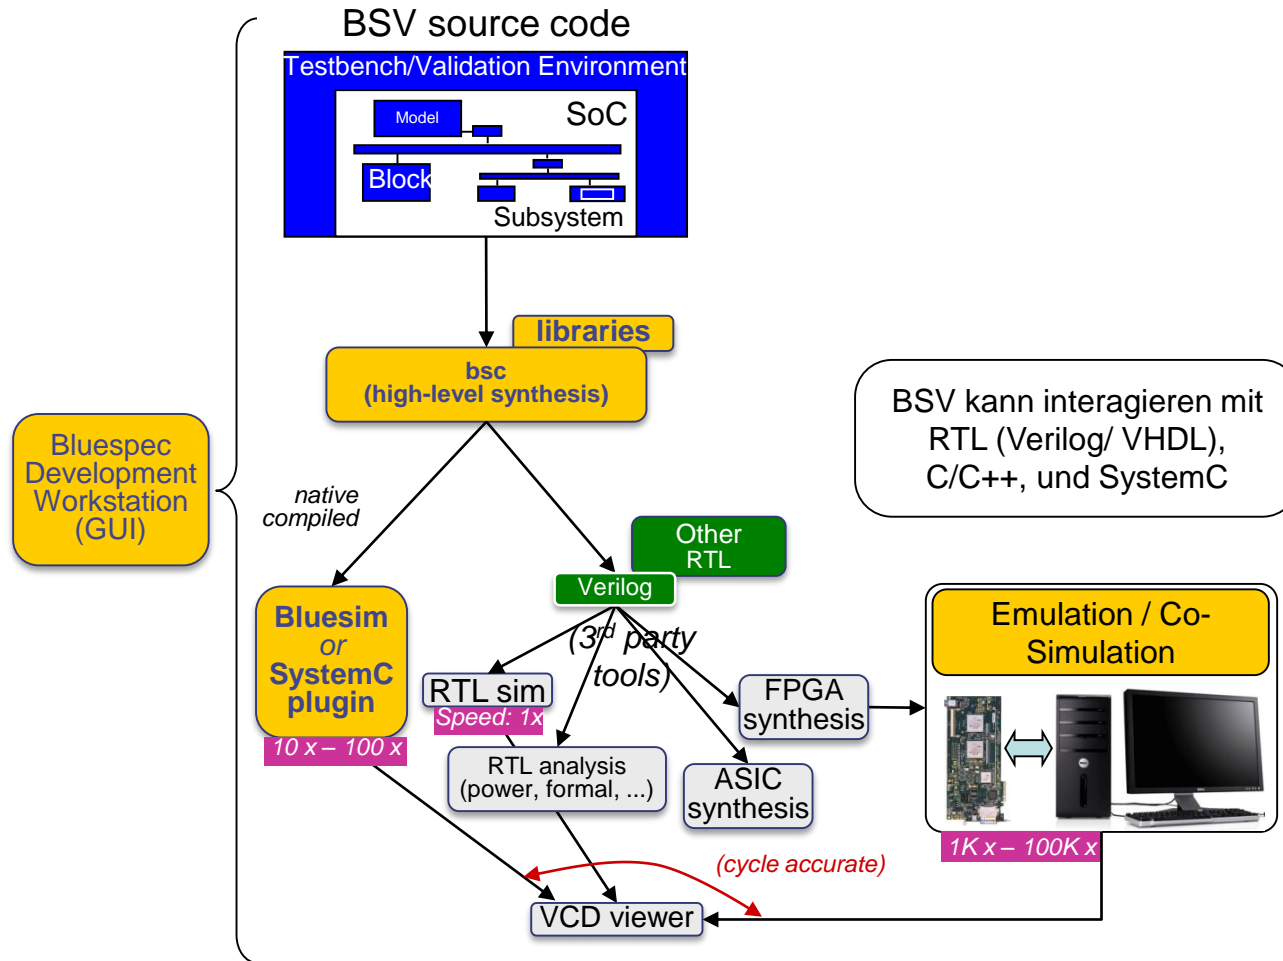 BSV source code
Testbench/Validation Environment
Model
SoC
Block
Subsystem
libraries
bsc
(high-level synthesis)
BSV kann interagieren mit
RTL (Verilog/ VHDL),
C/C++, und SystemC
Bluespec
Development
Workstation
(GUI)
native
compiled
Other
RTL
Verilog
(3rd party
tools)
Bluesim
or
SystemC
plugin
10 x – 100 x
RTL sim
Speed: 1x
RTL analysis
(power, formal, ...)
FPGA
synthesis
ASIC
synthesis
Emulation / Co-
Simulation
1K x – 100K x
(cycle accurate)
VCD viewer